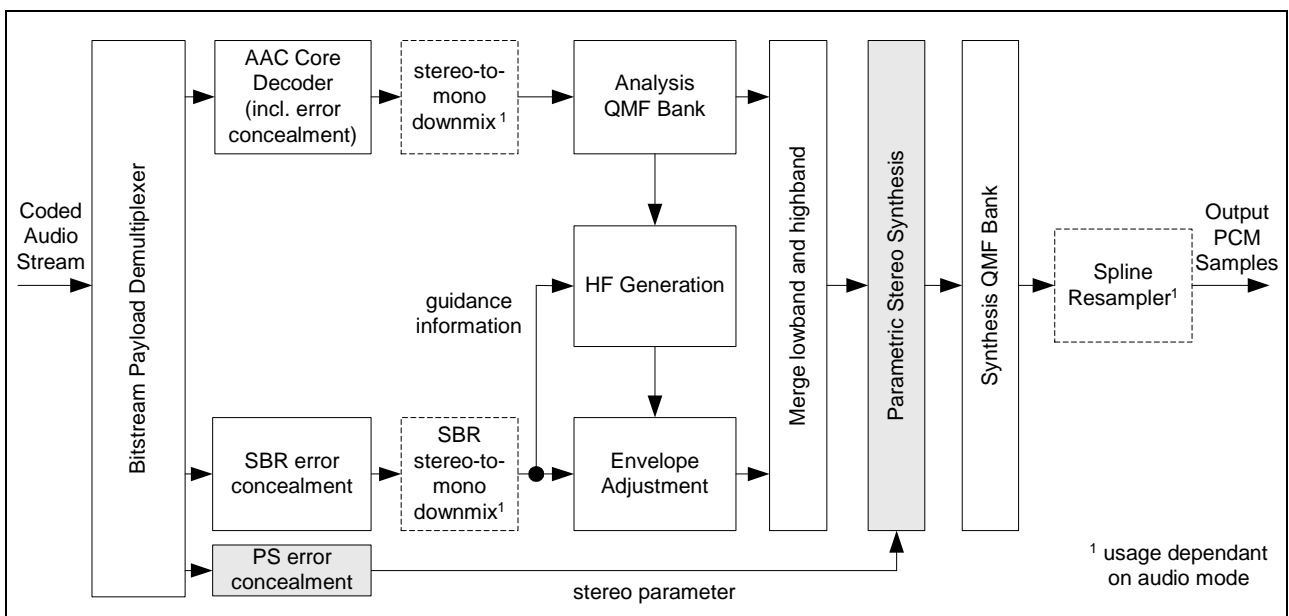 Coded
Audio
Stream
Bitstream Payload Demultiplexer
AAC Core
Decoder
(incl. error
concealment)
stereo-to-
mono
downmix¹
Analysis
QMF Bank
HF Generation
guidance
information
SBR error
concealment
SBR
stereo-to-
mono
downmix¹
Envelope
Adjustment
PS error
concealment
stereo parameter
Merge lowband and highband
Parametric Stereo Synthesis
Synthesis QMF Bank
Spline
Resampler¹
Output
PCM
Samples
¹ usage dependant
on audio mode